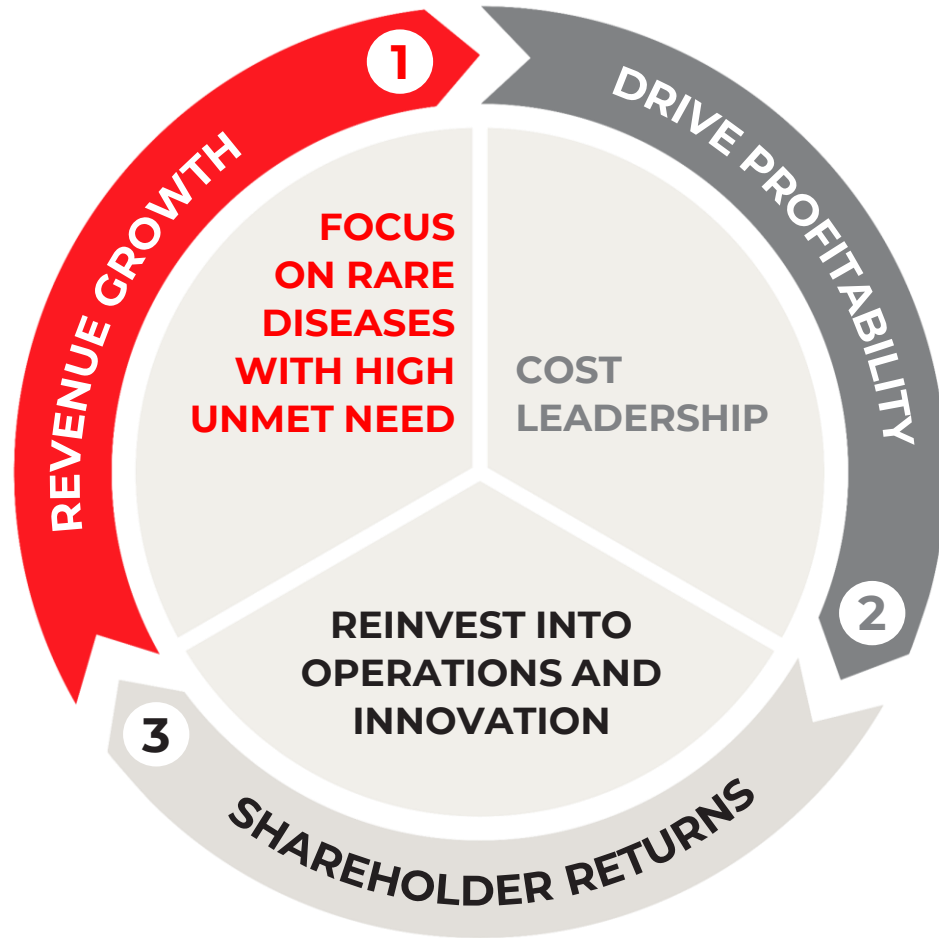 1
REVENUE GROWTH
FOCUS
ON RARE
DISEASES
WITH HIGH
UNMET NEED
DRIVE PROFITABILITY
2
COST
LEADERSHIP
3
SHAREHOLDER RETURNS
REINVEST INTO
OPERATIONS AND
INNOVATION